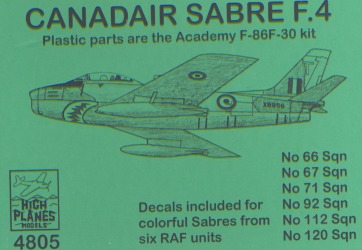 CANADAIR SABRE F.4
Plastic parts are the Academy F-86F-30 kit
No 66 Sqn
No 67 Sqn
No 71 Sqn
No 92 Sqn
No 112 Sqn
No 120 Sqn
Decals included for
colorful Sabres from
six RAF units
HIGH
PLANES
MODELS
4805